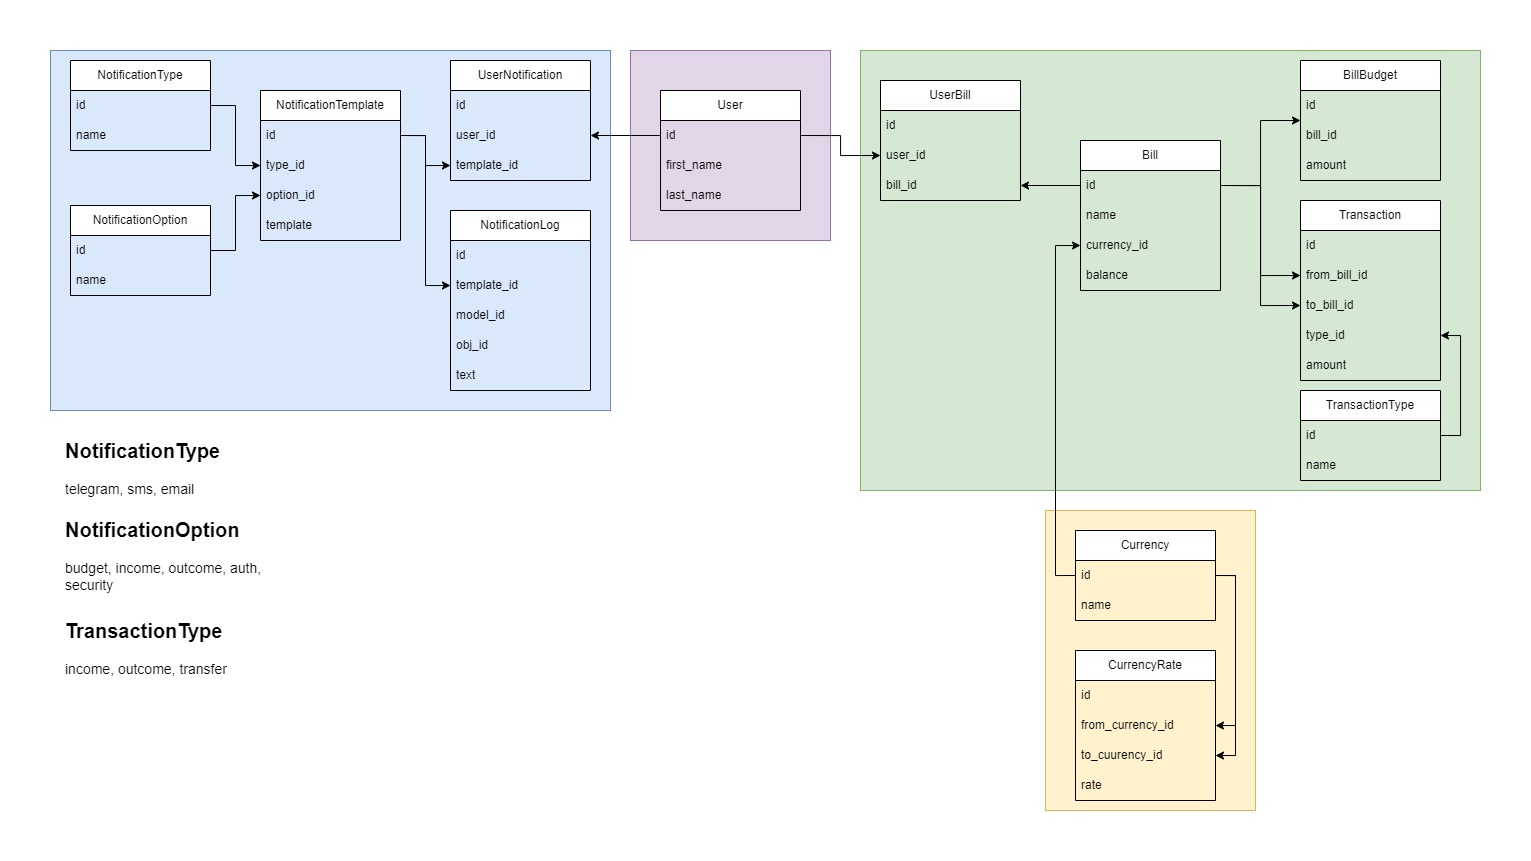 NotificationType
id
name
NotificationOption
id
name
NotificationTemplate
id
type_id
option_id
template
UserNotification
id
user_id
template_id
NotificationLog
id
template_id
model_id
obj_id
text
User
id
first_name
last_name
UserBill
id
user_id
bill_id
Bill
id
name
currency_id
balance
BillBudget
id
bill_id
amount
Transaction
id
from_bill_id
to_bill_id
type_id
amount
TransactionType
id
name
Currency
id
name
CurrencyRate
id
from_currency_id
to_cuurency_id
rate
NotificationType
telegram, sms, email
NotificationOption
budget, income, outcome, auth,
security
TransactionType
income, outcome, transfer